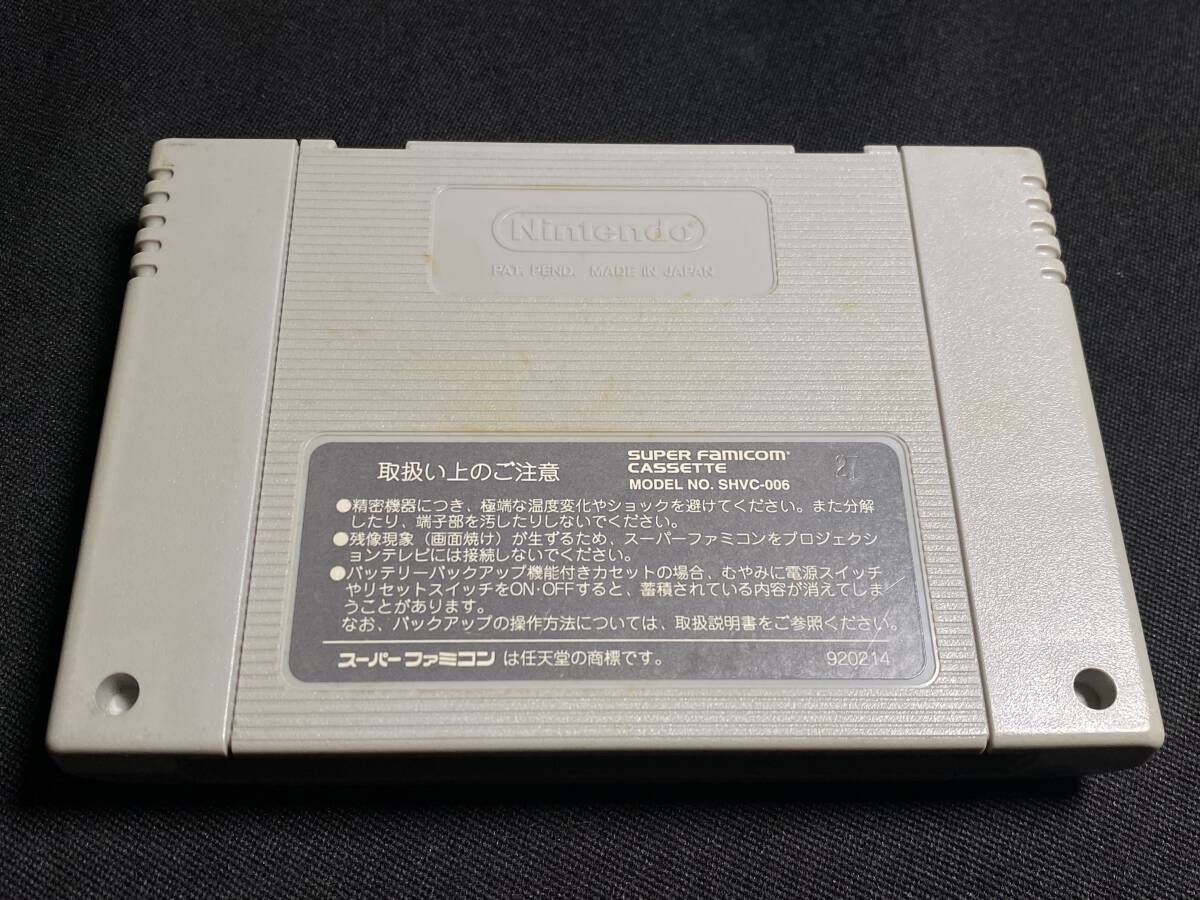 Nintendo®
PAT. PEND. MADE IN JAPAN
取扱い上のご注意
SUPER Famicom®
CASSETTE
MODEL NO. SHVC-006
27
●精密機器につき、極端な温度変化やショックを避けてください。また分解
したり、端子部を汚したりしないでください。
●残像現象（画面焼け）が生ずるため、スーパーファミコンをプロジェクシ
ョンテレビには接続しないでください。
●バッテリーバックアップ機能付きカセットの場合、むやみに電源スイッチ
やリセットスイッチをON・OFFすると、蓄積されている内容が消えてしま
うことがあります。
なお、バックアップの操作方法については、取扱説明書をご参照ください。
スーパーファミコン は任天堂の商標です。
920214